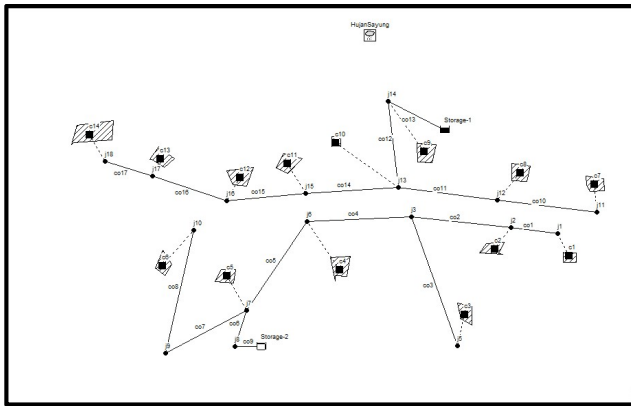 HujanSayung
j14
co13
Storage-1
c14
c13
c12
c11
c10
co12
c9
c8
c7
j18
co17
j17
co16
j16
co15
j15
co14
j13
co11
j12
co10
j11
j10
j6
co4
j3
co2
j2
co1
j1
c6
c5
c4
c2
c1
co8
co5
co3
c3
j7
co7
co6
j9
j8
co9
Storage-2
j5